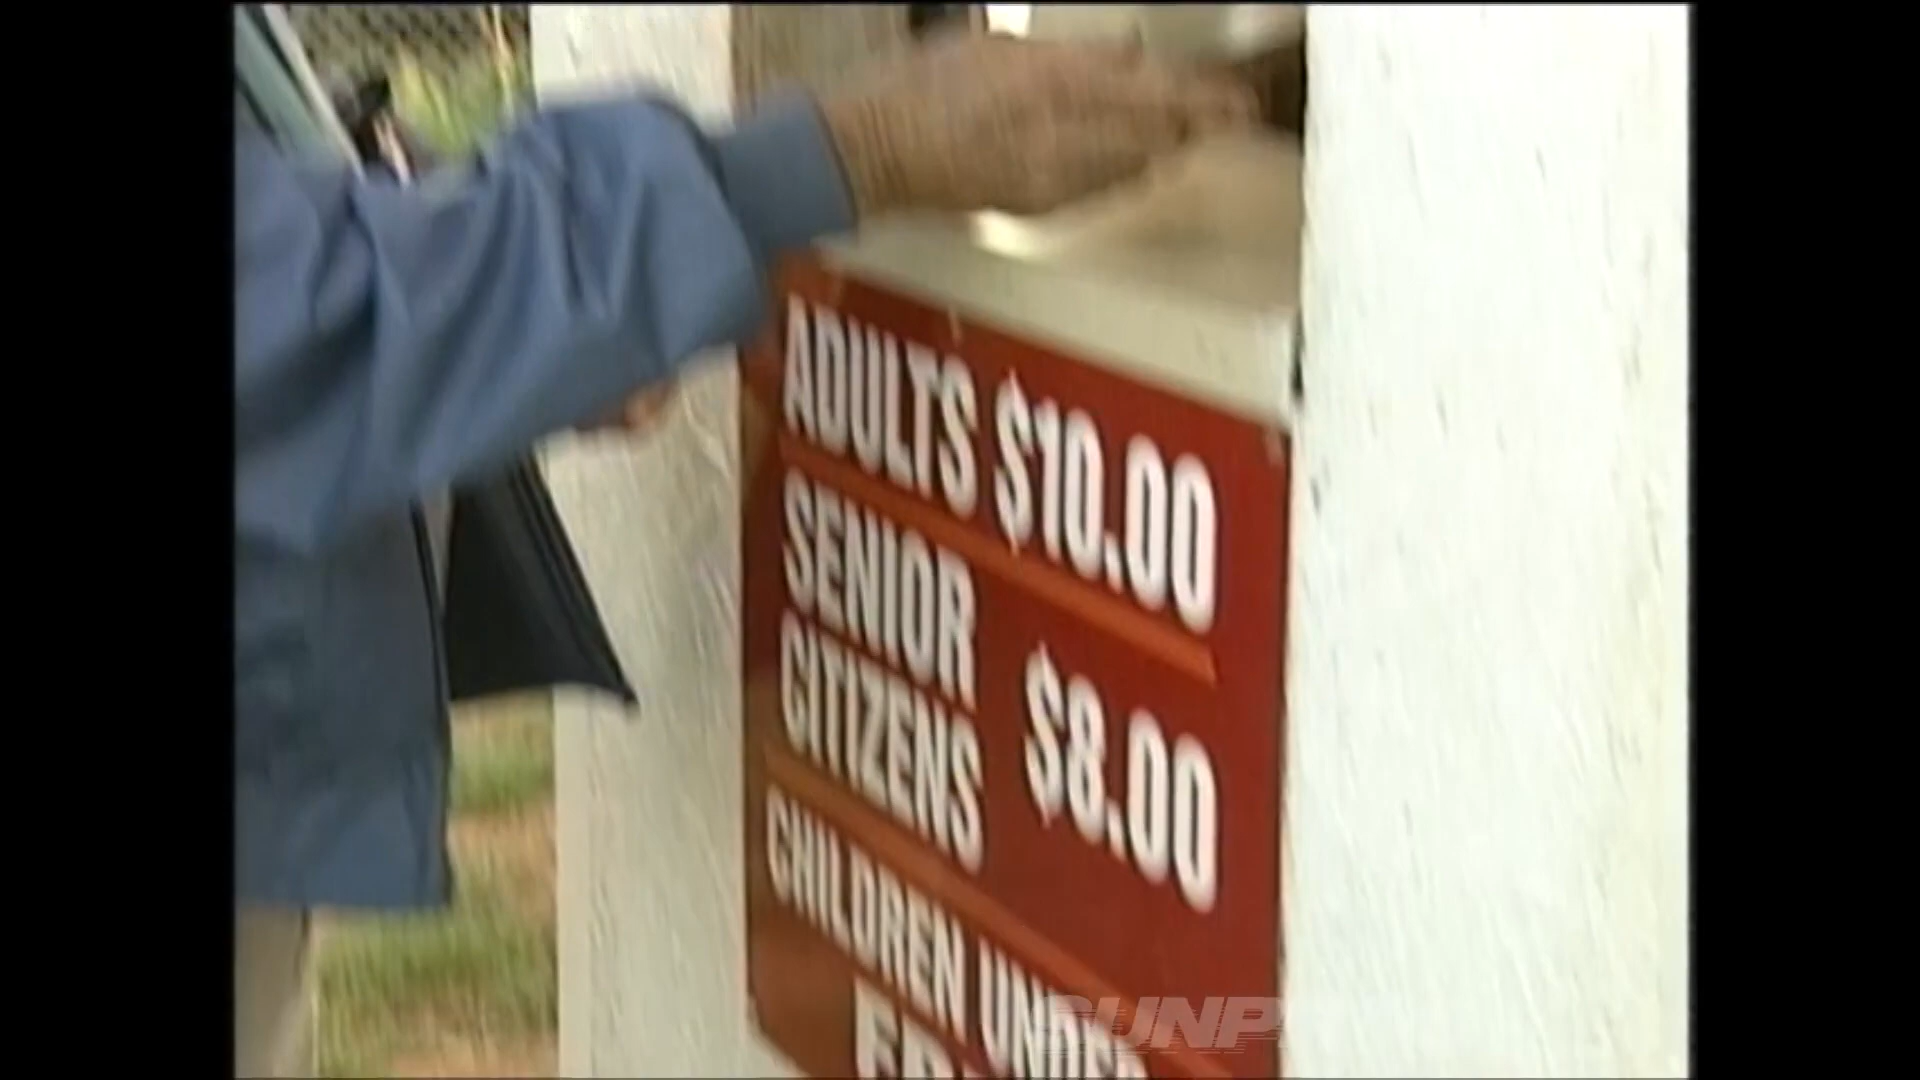 ADULTS $10.00
SENIOR
CITIZENS $8.00
CHILDREN UNDER